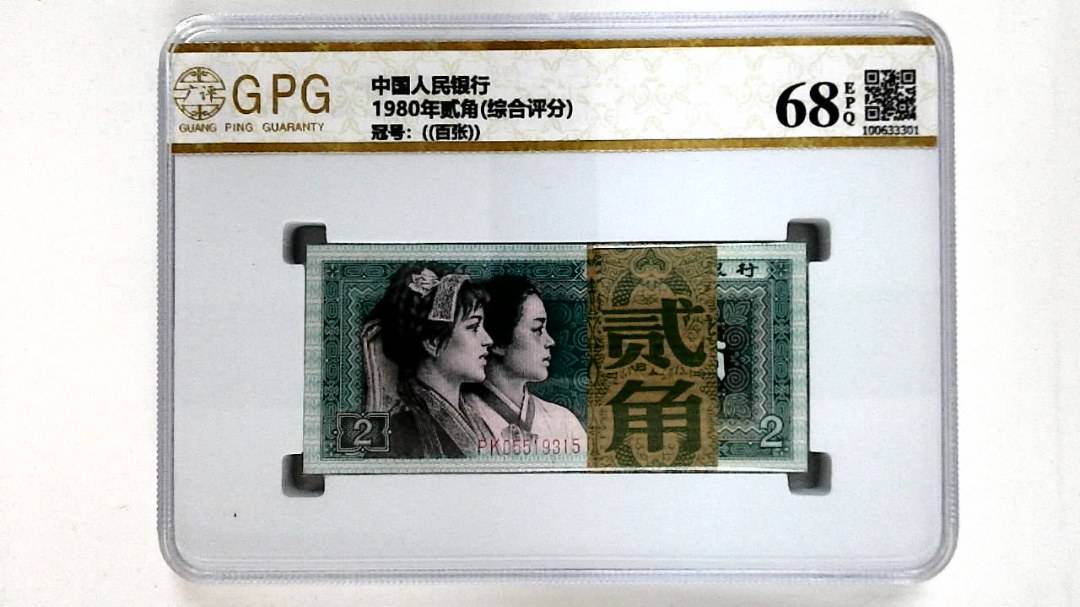 广评
GPG
GUANG PING GUARANTY
中国人民银行
1980年贰角(综合评分)
冠号：((百张))
68
EPQ
100633301
行
贰
角
2
PK05519315
2